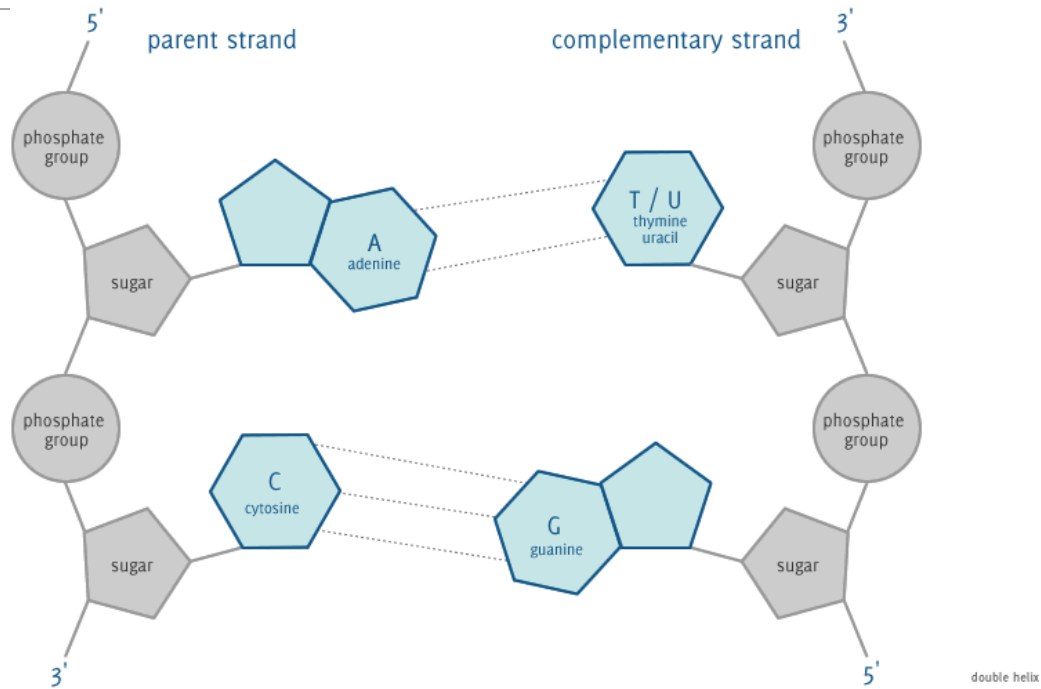 5'
parent strand
complementary strand
3'
phosphate
group
phosphate
group
A
adenine
T / U
thymine
uracil
sugar
sugar
phosphate
group
phosphate
group
C
cytosine
G
guanine
sugar
sugar
3'
5'
double helix